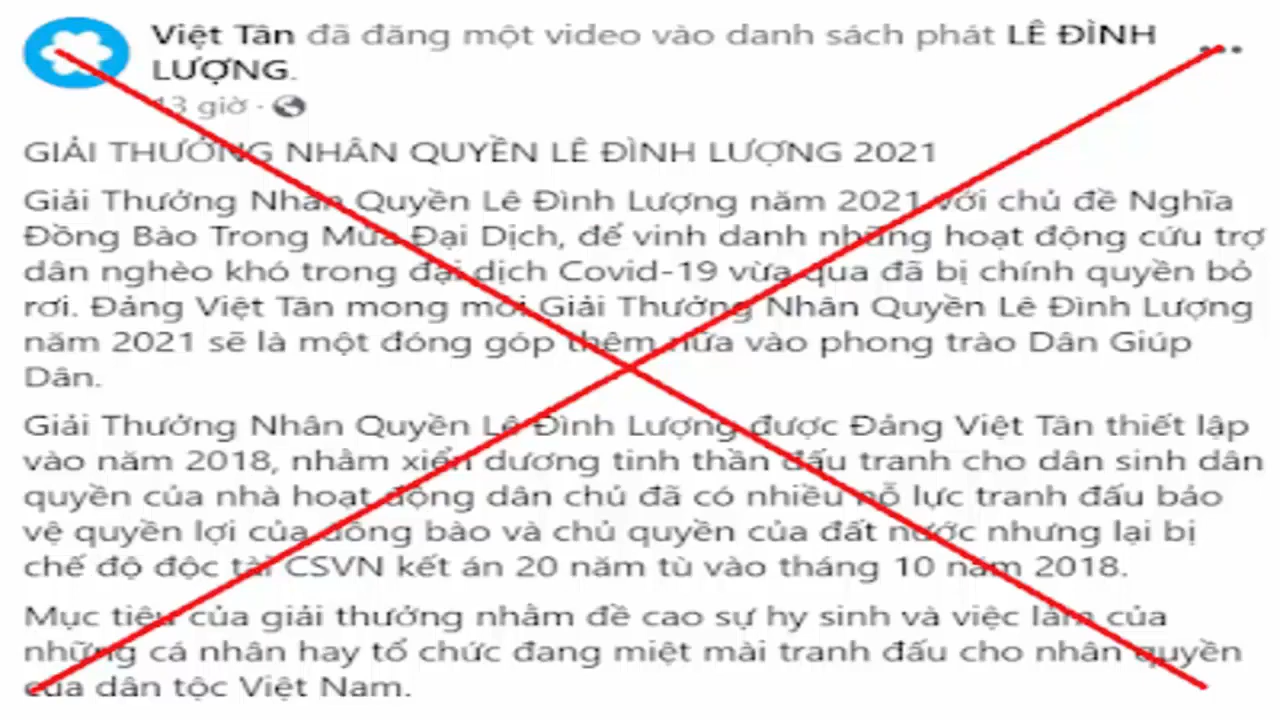 Việt Tân đã đăng một video vào danh sách phát LÊ ĐÌNH
LƯỢNG.
13 giờ ·
GIẢI THƯỞNG NHÂN QUYỀN LÊ ĐÌNH LƯỢNG 2021
Giải Thưởng Nhân Quyền Lê Đình Lượng năm 2021 với chủ đề Nghĩa
Đồng Bào Trong Mùa Đại Dịch, để vinh danh những hoạt động cứu trợ
dân nghèo khó trong đại dịch Covid-19 vừa qua đã bị chính quyền bỏ
rơi. Đảng Việt Tân mong mỏi Giải Thưởng Nhân Quyền Lê Đình Lượng
năm 2021 sẽ là một đóng góp thêm nữa vào phong trào Dân Giúp
Dân.
Giải Thưởng Nhân Quyền Lê Đình Lượng được Đảng Việt Tân thiết lập
vào năm 2018, nhằm xiển dương tinh thần đấu tranh cho dân sinh dân
quyền của nhà hoạt động dân chủ đã có nhiều nỗ lực tranh đấu bảo
vệ quyền lợi của đồng bào và chủ quyền của đất nước nhưng lại bị
chế độ độc tài CSVN kết án 20 năm tù vào tháng 10 năm 2018.
Mục tiêu của giải thưởng nhằm đề cao sự hy sinh và việc làm của
những cá nhân hay tổ chức đang miệt mài tranh đấu cho nhân quyền
của dân tộc Việt Nam.